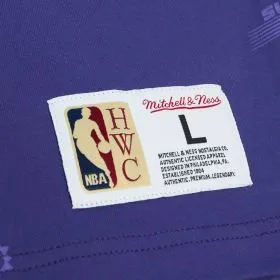 Mitchell & Ness
H
W
C
NBA
L
MITCHELL & NESS NOSTALGIA CO.
AUTHENTIC LICENSED APPAREL
DESIGNED IN PHILADELPHIA, PA
ESTABLISHED 1904
AUTHENTIC, PREMIUM, LEGENDARY.